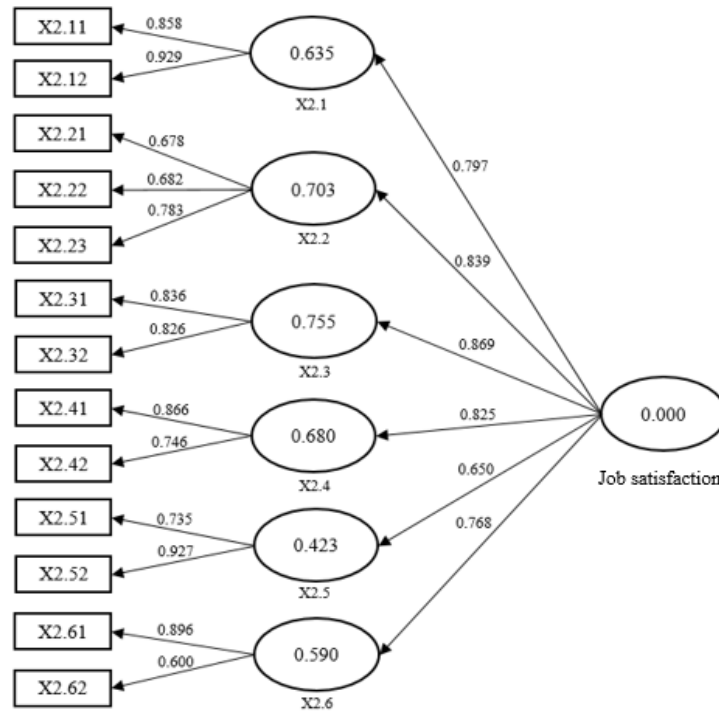 X2.11
0.858
X2.12
0.929
0.635
X2.1
X2.21
0.678
X2.22
0.682
X2.23
0.783
0.703
X2.2
X2.31
0.836
X2.32
0.826
0.755
X2.3
X2.41
0.866
X2.42
0.746
0.680
X2.4
X2.51
0.735
X2.52
0.927
0.423
X2.5
X2.61
0.896
X2.62
0.600
0.590
X2.6
0.797
0.839
0.869
0.825
0.650
0.768
0.000
Job satisfaction